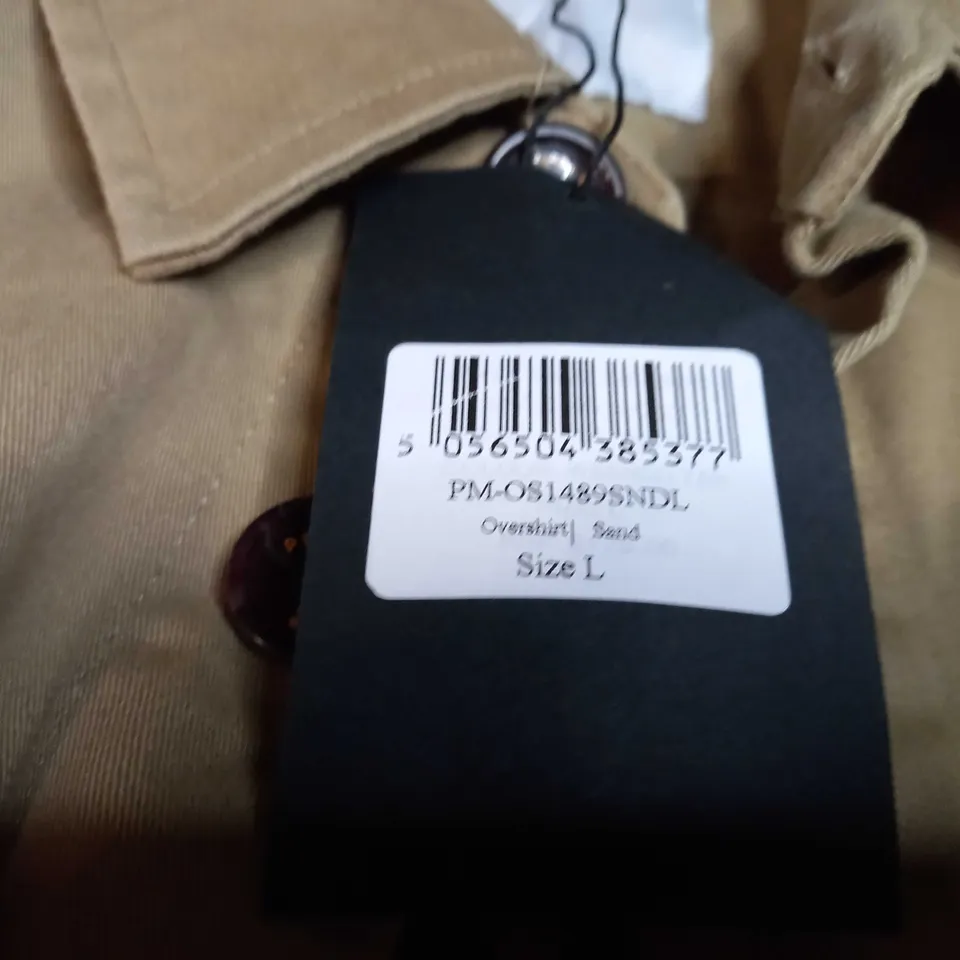 5 056504 385377
PM-OS1489SNDL
Overshirt| Sand
Size L